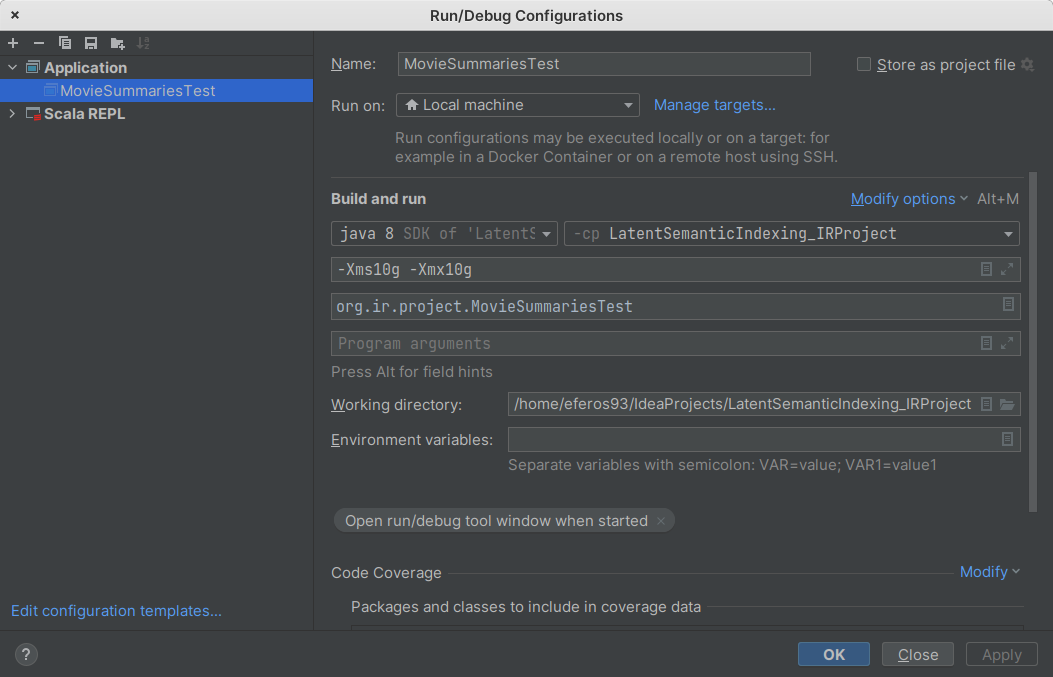 Run/Debug Configurations
Application
MovieSummariesTest
Scala REPL
Edit configuration templates...
Name: MovieSummariesTest Store as project file
Run on: Local machine Manage targets...
Run configurations may be executed locally or on a target: for
example in a Docker Container or on a remote host using SSH.
Build and run Modify options Alt+M
java 8 SDK of 'LatentS -cp LatentSemanticIndexing_IRProject
-Xms10g -Xmx10g
org.ir.project.MovieSummariesTest
Program arguments
Press Alt for field hints
Working directory: /home/eferos93/IdeaProjects/LatentSemanticIndexing_IRProject
Environment variables:
Separate variables with semicolon: VAR=value; VAR1=value1
Open run/debug tool window when started
Code Coverage Modify
Packages and classes to include in coverage data
? OK Close Apply